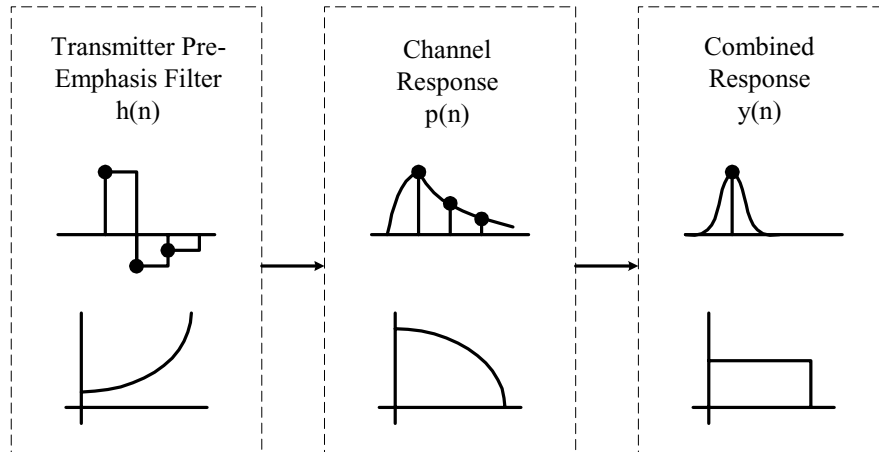 Transmitter Pre-
Emphasis Filter
h(n)
Channel
Response
p(n)
Combined
Response
y(n)